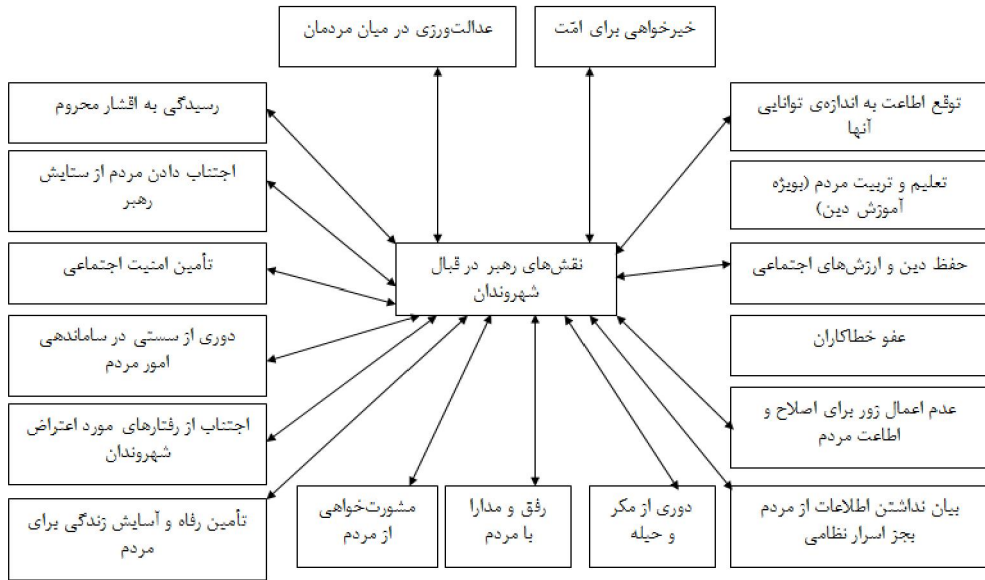 خیرخواهی برای امّت
عدالت‌ورزی در میان مردمان
توقع اطاعت به اندازه‌ی توانایی
آنها
تعلیم و تربیت مردم (بویژه
آموزش دین)
حفظ دین و ارزش‌های اجتماعی
عفو خطاکاران
عدم اعمال زور برای اصلاح و
اطاعت مردم
بیان نداشتن اطلاعات از مردم
بجز اسرار نظامی
نقش‌های رهبر در قبال
شهروندان
رسیدگی به اقشار محروم
اجتناب دادن مردم از ستایش
رهبر
تأمین امنیت اجتماعی
دوری از سستی در ساماندهی
امور مردم
اجتناب از رفتارهای مورد اعتراض
شهروندان
تأمین رفاه و آسایش زندگی برای
مردم
دوری از مکر
و حیله
رفق و مدارا
با مردم
مشورت‌خواهی
از مردم